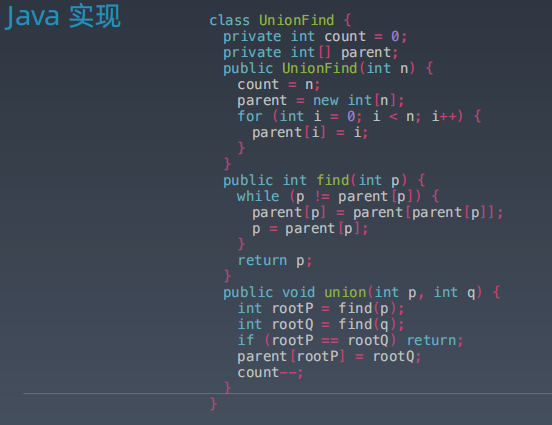 Java 实现
class UnionFind {
  private int count = 0;
  private int[] parent;
  public UnionFind(int n) {
    count = n;
    parent = new int[n];
    for (int i = 0; i < n; i++) {
      parent[i] = i;
    }
  }
  public int find(int p) {
    while (p != parent[p]) {
      parent[p] = parent[parent[p]];
      p = parent[p];
    }
    return p;
  }
  public void union(int p, int q) {
    int rootP = find(p);
    int rootQ = find(q);
    if (rootP == rootQ) return;
    parent[rootP] = rootQ;
    count--;
  }
}